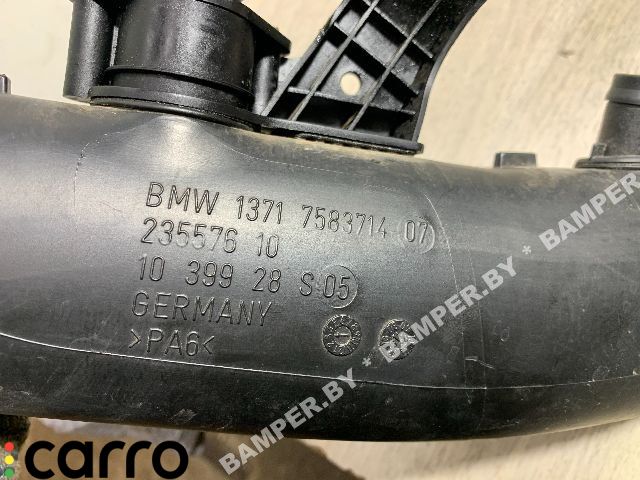 BMW 1371 7583714 07
235576 10
10 399 28 S 05
GERMANY
>PA6<
BAMPER.BY * BAMPER.BY * BAMPER.BY
carro